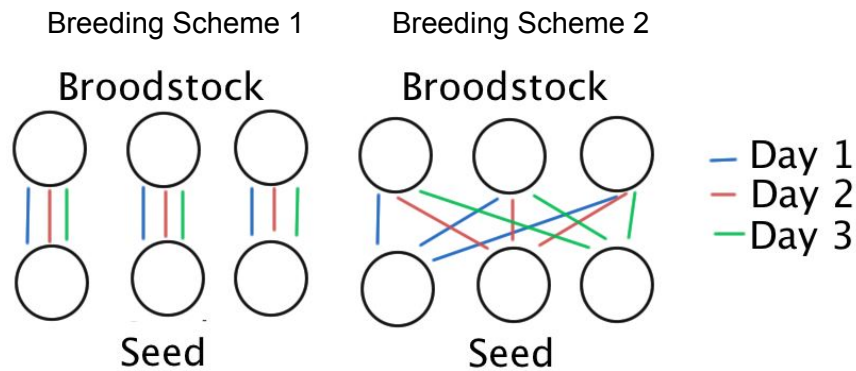 Breeding Scheme 1
Breeding Scheme 2
Broodstock
Broodstock
Day 1
Day 2
Day 3
Seed
Seed